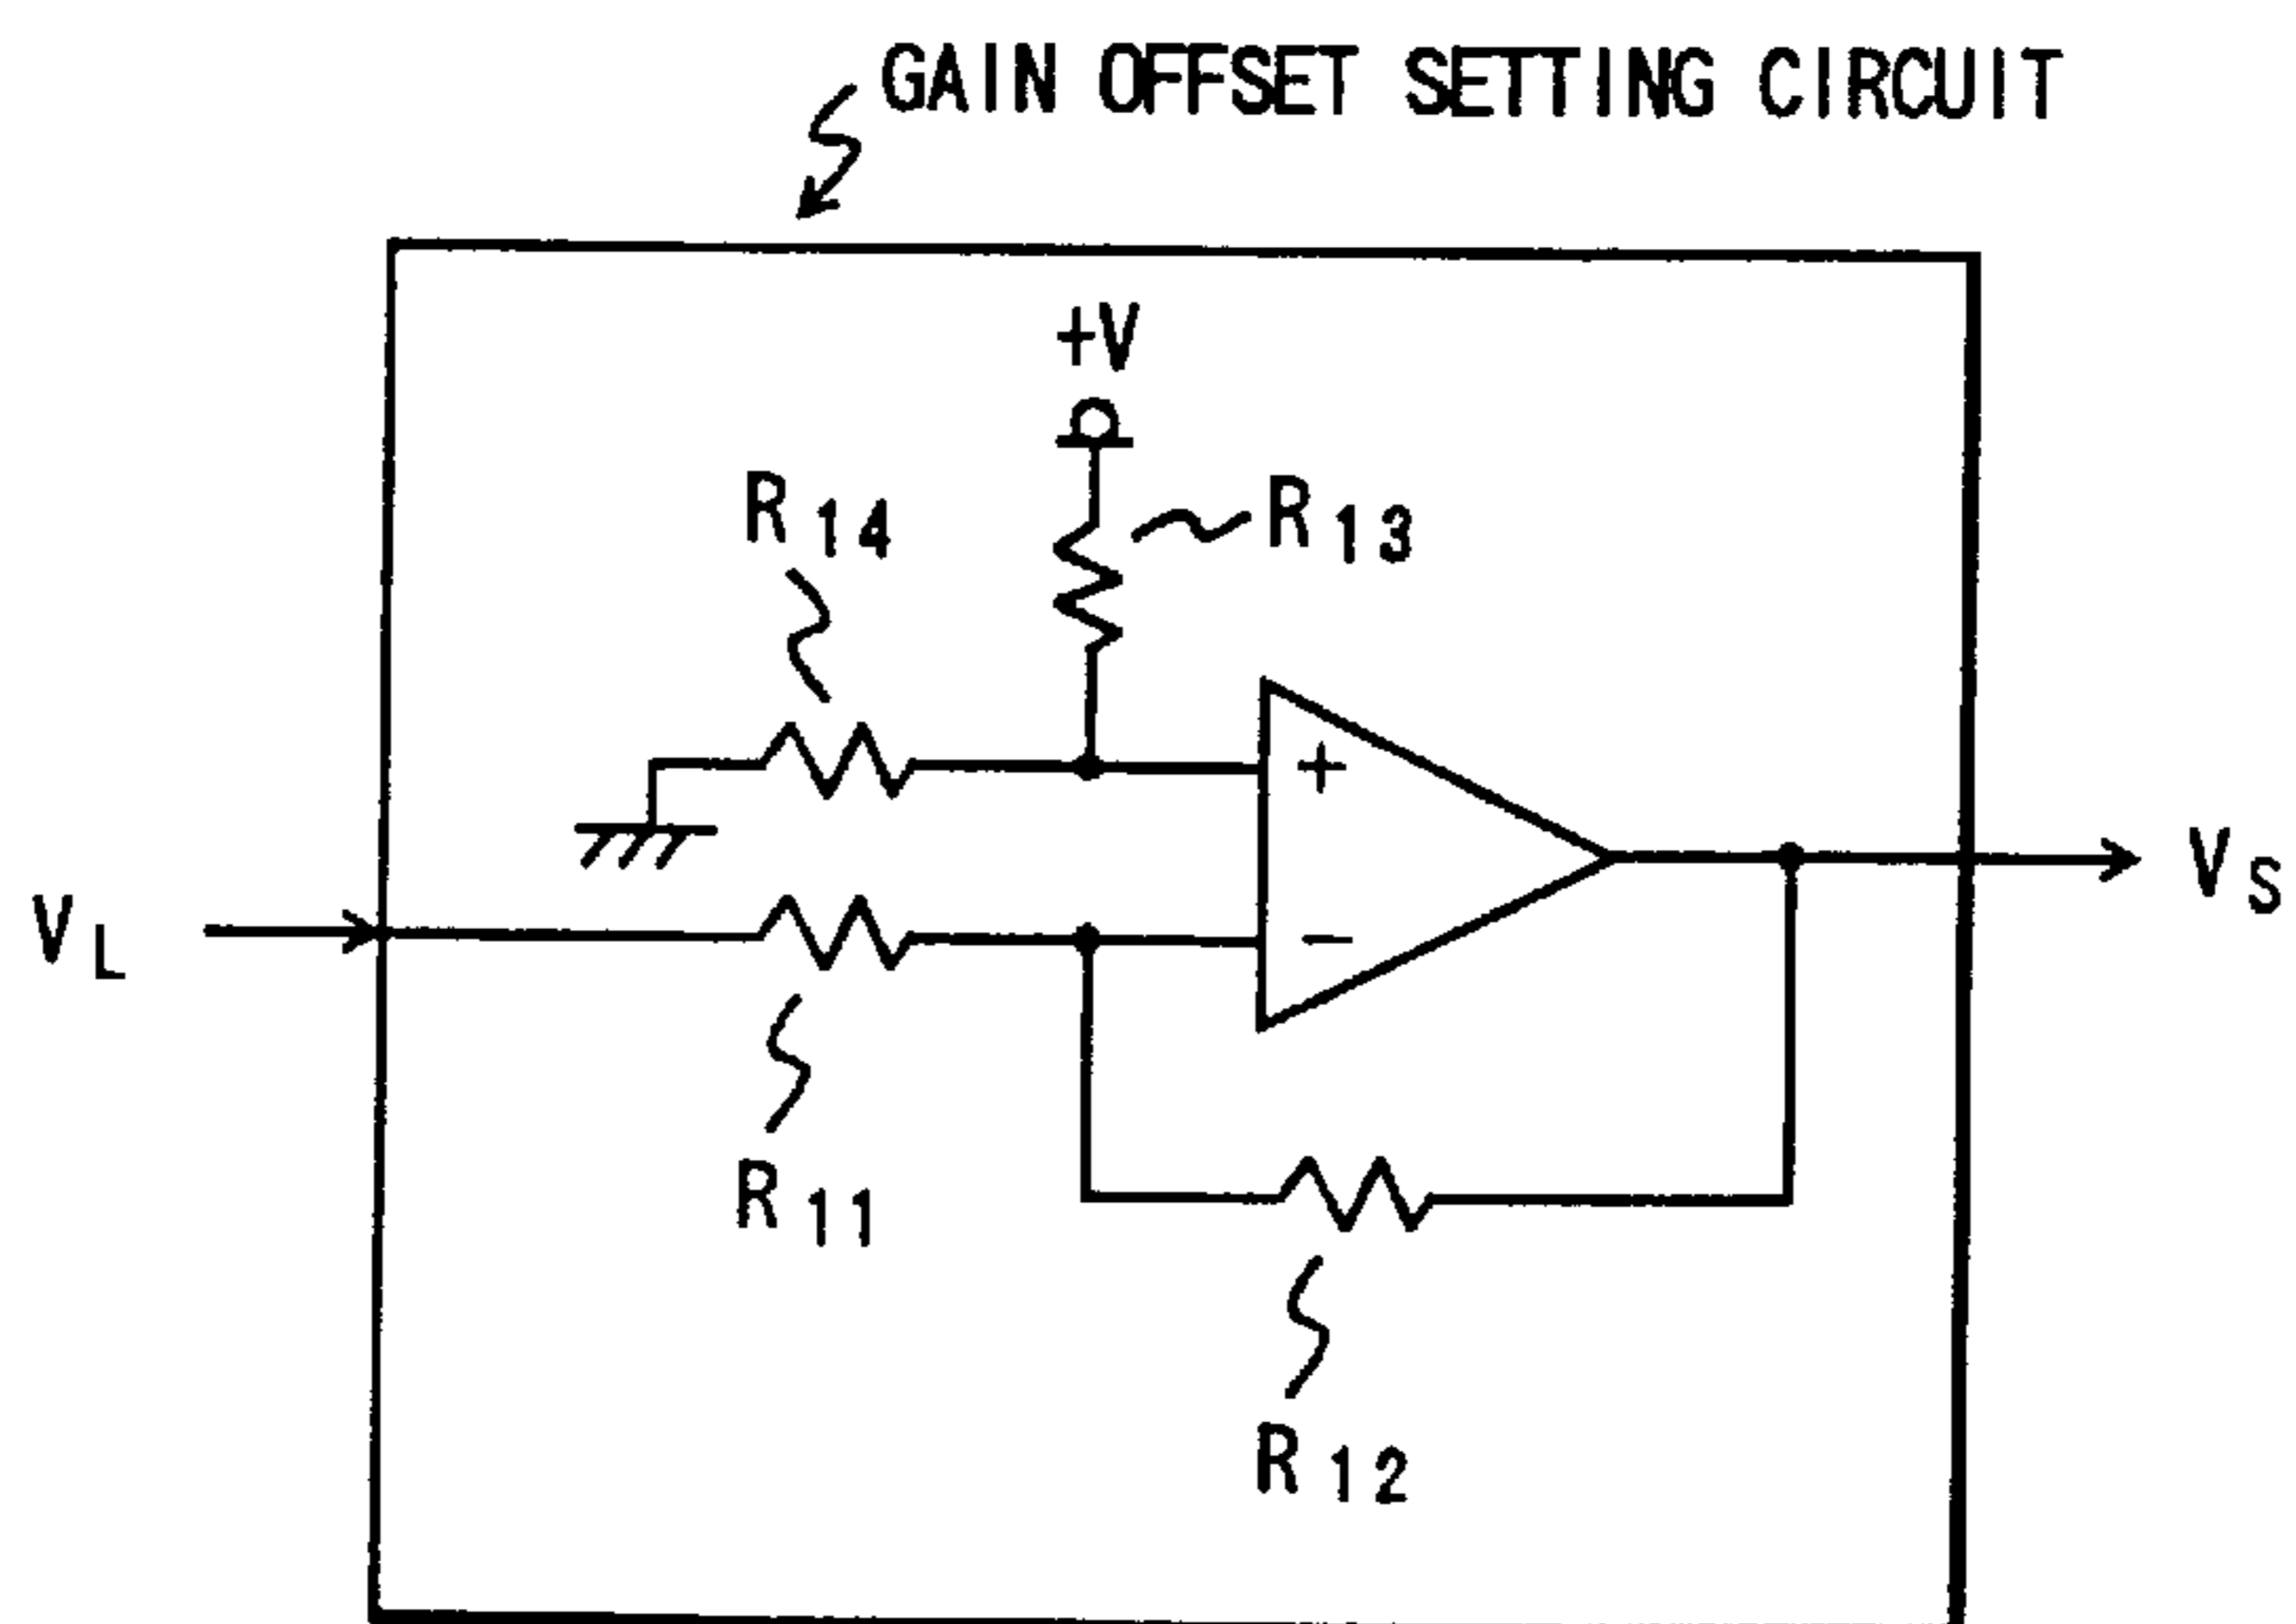 GAIN OFFSET SETTING CIRCUIT
+V
R14
R13
+
VS
VL
−
R11
R12